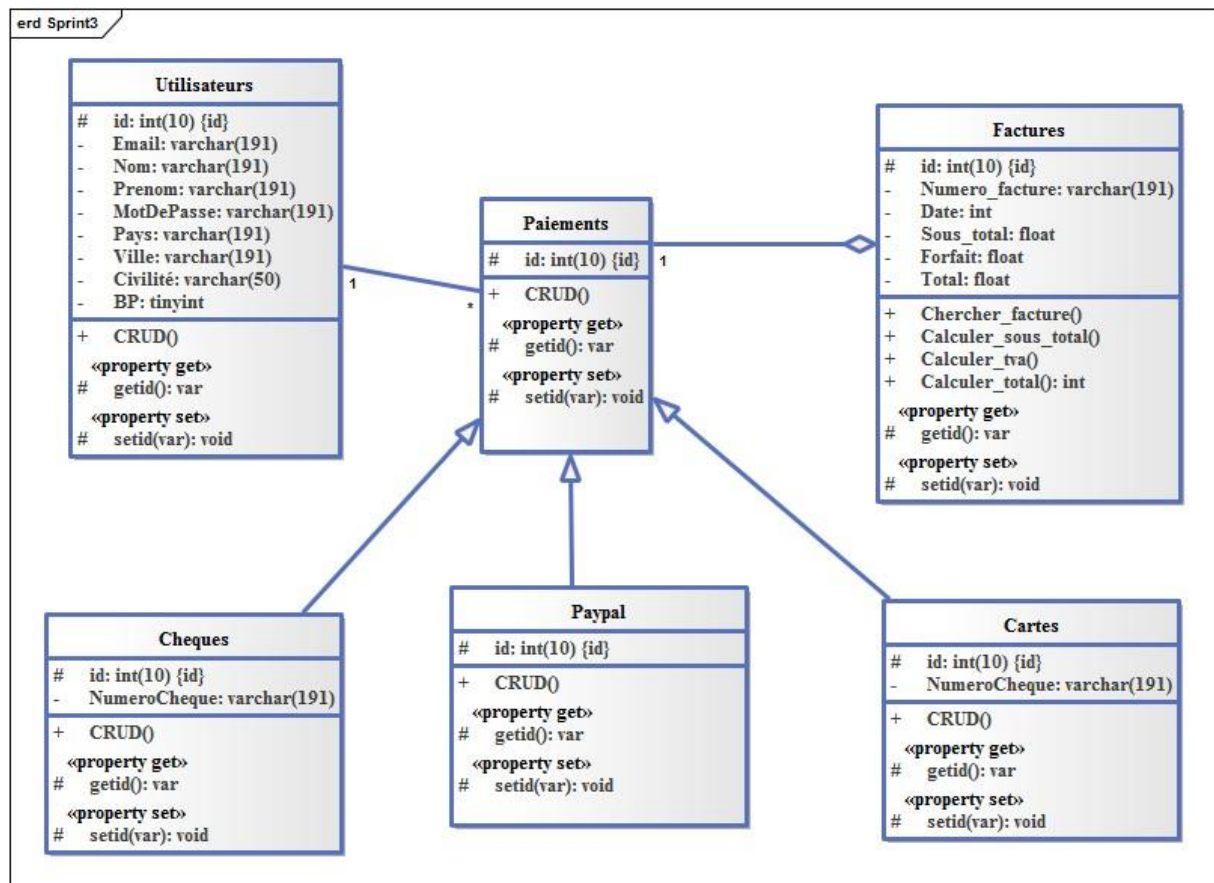 erd Sprint3
Utilisateurs
# id: int(10) {id}
- Email: varchar(191)
- Nom: varchar(191)
- Prenom: varchar(191)
- MotDePasse: varchar(191)
- Pays: varchar(191)
- Ville: varchar(191)
- Civilité: varchar(50)
- BP: tinyint
+ CRUD()
«property get»
# getid(): var
«property set»
# setid(var): void
1
*
Paiements
# id: int(10) {id}
+ CRUD()
«property get»
# getid(): var
«property set»
# setid(var): void
1
Factures
# id: int(10) {id}
- Numero_facture: varchar(191)
- Date: int
- Sous_total: float
- Forfait: float
- Total: float
+ Chercher_facture()
+ Calculer_sous_total()
+ Calculer_tva()
+ Calculer_total(): int
«property get»
# getid(): var
«property set»
# setid(var): void
Cheques
# id: int(10) {id}
- NumeroCheque: varchar(191)
+ CRUD()
«property get»
# getid(): var
«property set»
# setid(var): void
Paypal
# id: int(10) {id}
+ CRUD()
«property get»
# getid(): var
«property set»
# setid(var): void
Cartes
# id: int(10) {id}
- NumeroCheque: varchar(191)
+ CRUD()
«property get»
# getid(): var
«property set»
# setid(var): void